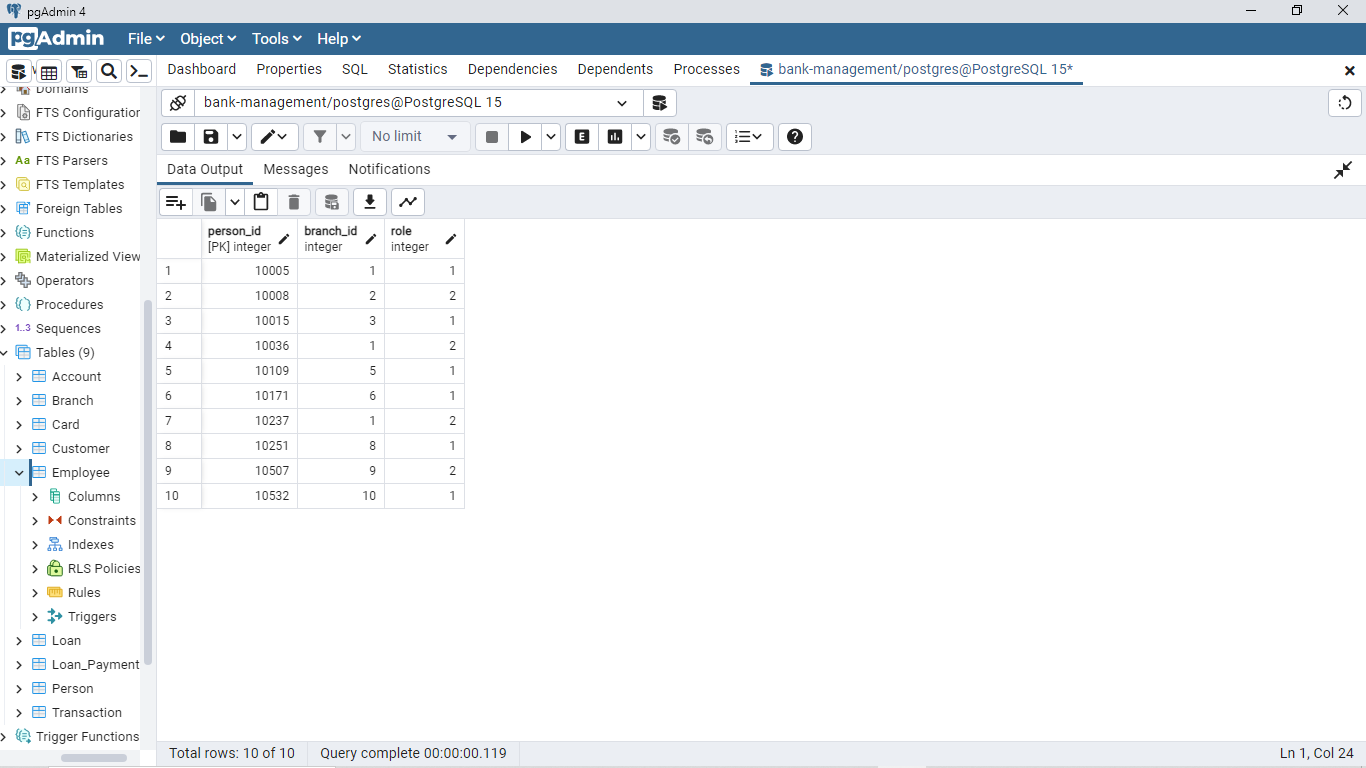 pgAdmin 4
pgAdmin File Object Tools Help
Dashboard Properties SQL Statistics Dependencies Dependents Processes bank-management/postgres@PostgreSQL 15*
bank-management/postgres@PostgreSQL 15
No limit
E
Data Output Messages Notifications
Domains
FTS Configuration
FTS Dictionaries
Aa FTS Parsers
FTS Templates
Foreign Tables
Functions
Materialized View
Operators
Procedures
1..3 Sequences
Tables (9)
Account
Branch
Card
Customer
Employee
Columns
Constraints
Indexes
RLS Policies
Rules
Triggers
Loan
Loan_Payment
Person
Transaction
Trigger Functions
person_id branch_id role
[PK] integer integer integer
1 10005 1 1
2 10008 2 2
3 10015 3 1
4 10036 1 2
5 10109 5 1
6 10171 6 1
7 10237 1 2
8 10251 8 1
9 10507 9 2
10 10532 10 1
Total rows: 10 of 10 Query complete 00:00:00.119 Ln 1, Col 24